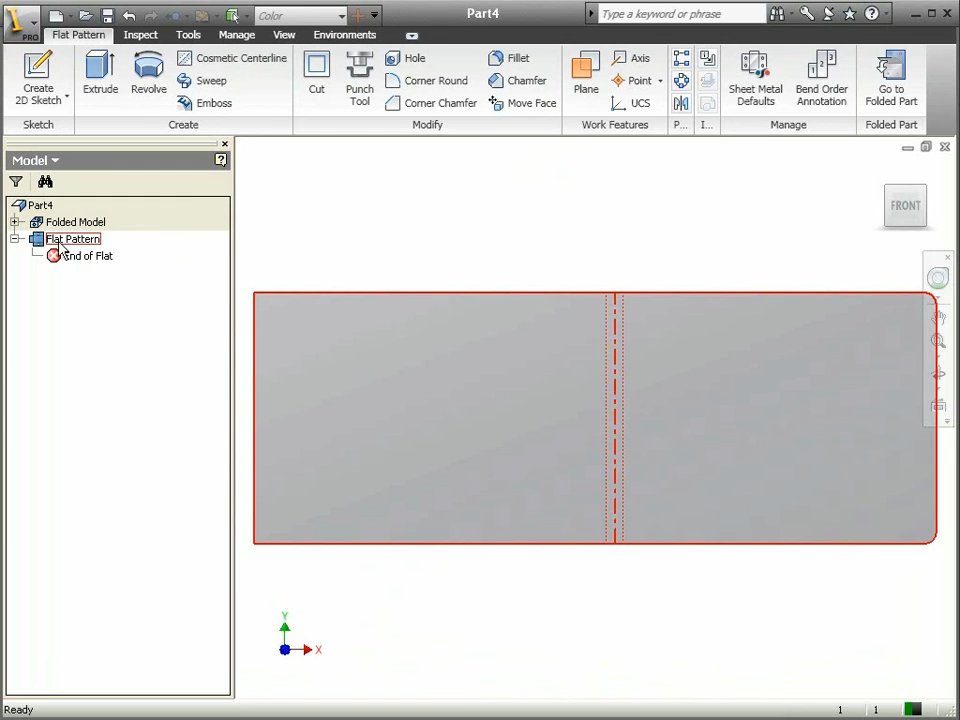 Color
Part4
Type a keyword or phrase
PRO
Flat Pattern
Inspect
Tools
Manage
View
Environments
Create
2D Sketch
Extrude
Revolve
Cosmetic Centerline
Sweep
Emboss
Cut
Punch
Tool
Hole
Corner Round
Corner Chamfer
Fillet
Chamfer
Move Face
Plane
Axis
Point
UCS
Sheet Metal
Defaults
Bend Order
Annotation
Go to
Folded Part
Sketch
Create
Modify
Work Features
P...
I...
Manage
Folded Part
Model
Part4
Folded Model
Flat Pattern
End of Flat
FRONT
Y
X
Ready
1
1